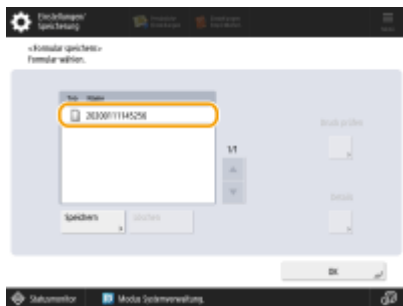 Einstellungen/
Speicherung
<Formular speichern>
Formular wählen.
Typ Name
20200111145256
1/1
Druck prüfen
Speichern
Löschen
Details
OK
Statusmonitor
Modus Systemverwaltung.